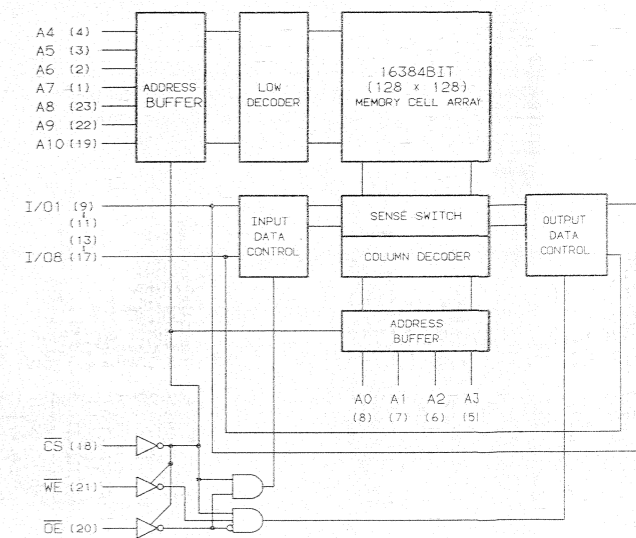 A4 (4)
A5 (3)
A6 (2)
A7 (1)
A8 (23)
A9 (22)
A10 (19)
ADDRESS
BUFFER
LOW
DECODER
16384BIT
(128 × 128)
MEMORY CELL ARRAY
I/O1 (9)
(11)
(13)
I/O8 (17)
INPUT
DATA
CONTROL
SENSE SWITCH
COLUMN DECODER
OUTPUT
DATA
CONTROL
ADDRESS
BUFFER
A0 A1 A2 A3
(8) (7) (6) (5)
CS (18)
WE (21)
OE (20)